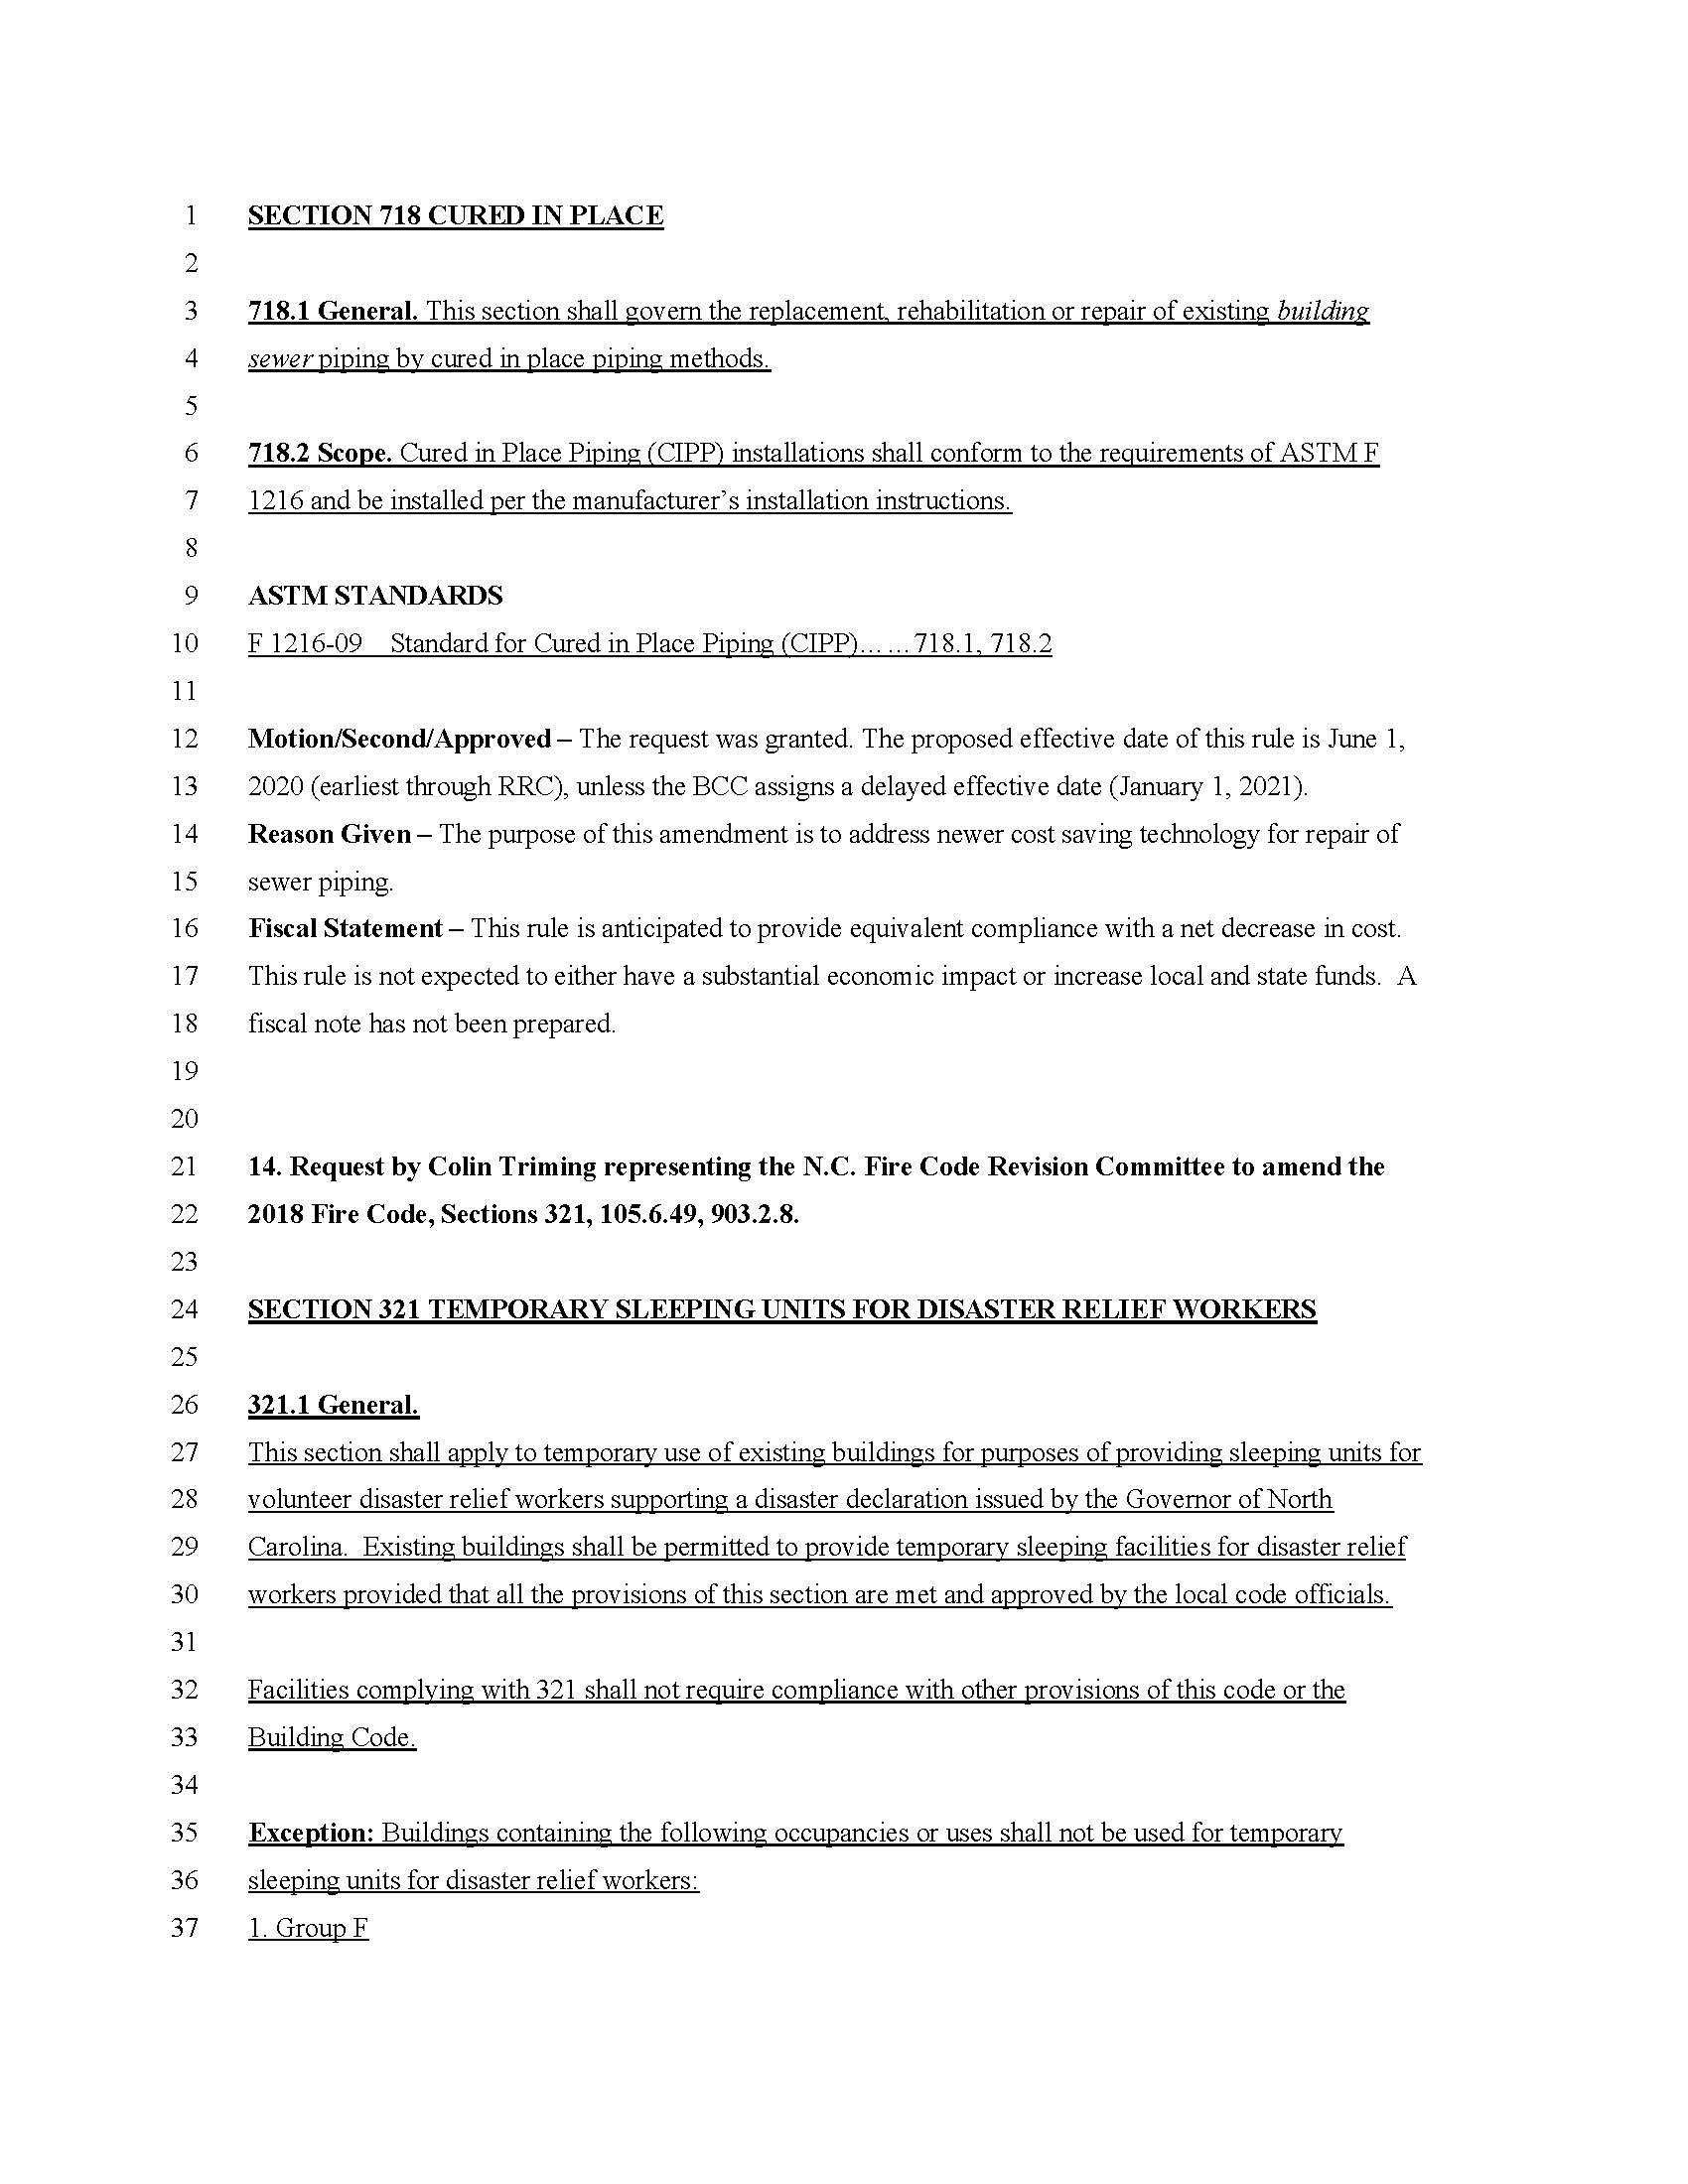 1 SECTION 718 CURED IN PLACE
2
3 718.1 General. This section shall govern the replacement, rehabilitation or repair of existing building
4 sewer piping by cured in place piping methods.
5
6 718.2 Scope. Cured in Place Piping (CIPP) installations shall conform to the requirements of ASTM F
7 1216 and be installed per the manufacturer’s installation instructions.
8
9 ASTM STANDARDS
10 F 1216-09 Standard for Cured in Place Piping (CIPP)……718.1, 718.2
11
12 Motion/Second/Approved – The request was granted. The proposed effective date of this rule is June 1,
13 2020 (earliest through RRC), unless the BCC assigns a delayed effective date (January 1, 2021).
14 Reason Given – The purpose of this amendment is to address newer cost saving technology for repair of
15 sewer piping.
16 Fiscal Statement – This rule is anticipated to provide equivalent compliance with a net decrease in cost.
17 This rule is not expected to either have a substantial economic impact or increase local and state funds. A
18 fiscal note has not been prepared.
19
20
21 14. Request by Colin Triming representing the N.C. Fire Code Revision Committee to amend the
22 2018 Fire Code, Sections 321, 105.6.49, 903.2.8.
23
24 SECTION 321 TEMPORARY SLEEPING UNITS FOR DISASTER RELIEF WORKERS
25
26 321.1 General.
27 This section shall apply to temporary use of existing buildings for purposes of providing sleeping units for
28 volunteer disaster relief workers supporting a disaster declaration issued by the Governor of North
29 Carolina. Existing buildings shall be permitted to provide temporary sleeping facilities for disaster relief
30 workers provided that all the provisions of this section are met and approved by the local code officials.
31
32 Facilities complying with 321 shall not require compliance with other provisions of this code or the
33 Building Code.
34
35 Exception: Buildings containing the following occupancies or uses shall not be used for temporary
36 sleeping units for disaster relief workers:
37 1. Group F